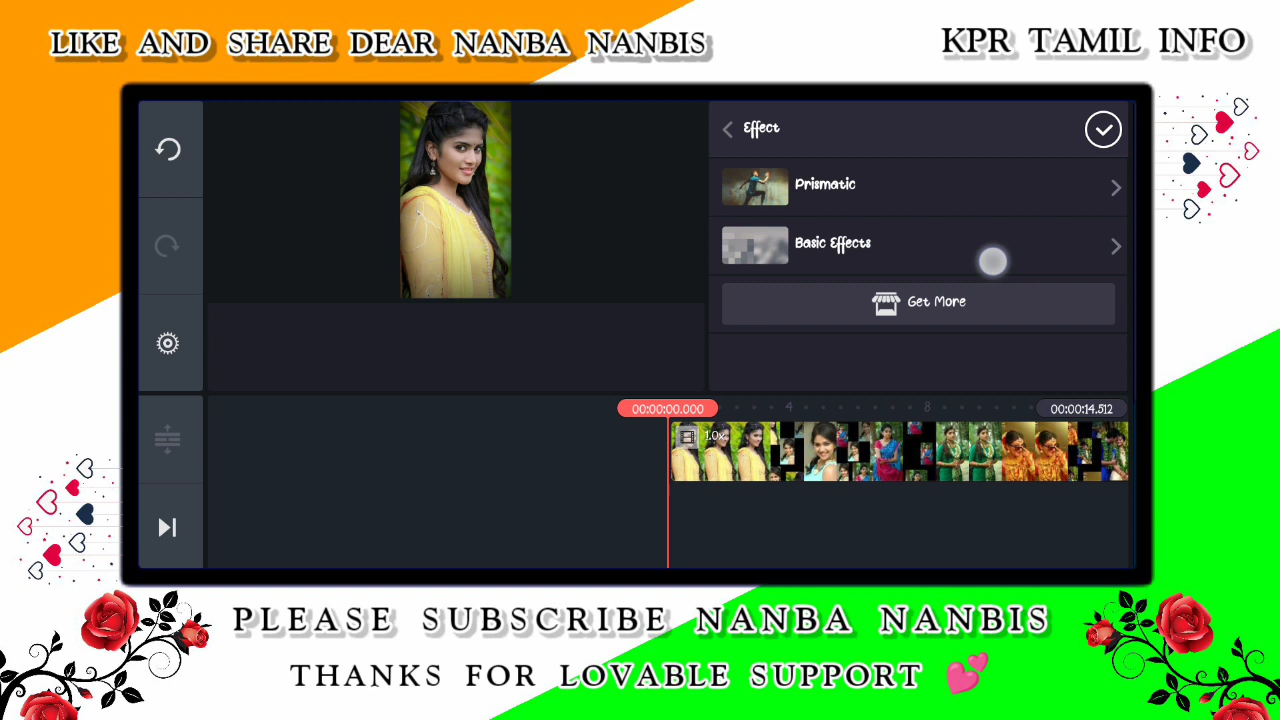 LIKE AND SHARE DEAR NANBA NANBIS
KPR TAMIL INFO
Effect
Prismatic
Basic Effects
Get More
00:00:00.000
4
8
00:00:14.512
1.0x
PLEASE SUBSCRIBE NANBA NANBIS
THANKS FOR LOVABLE SUPPORT 💕